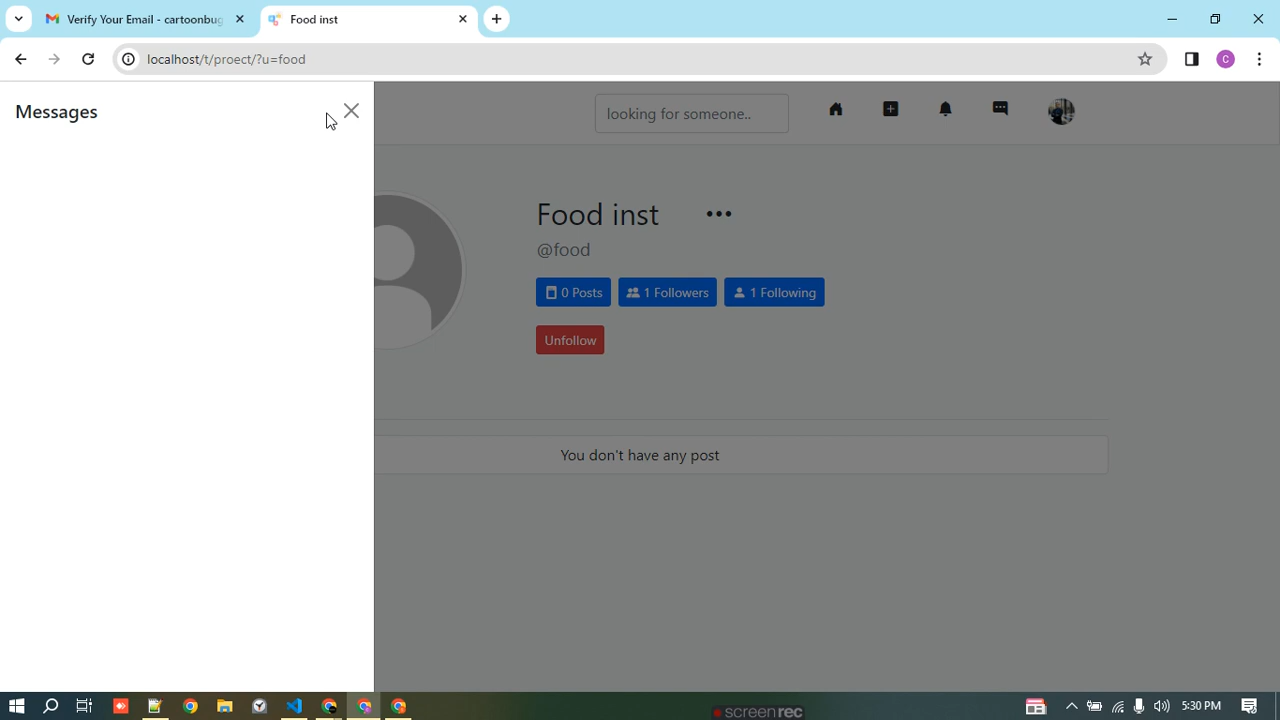 Verify Your Email - cartoonbug
Food inst
localhost/t/proect/?u=food
C
Messages
looking for someone..
Food inst
@food
0 Posts
1 Followers
1 Following
Unfollow
You don't have any post
screenrec
5:30 PM